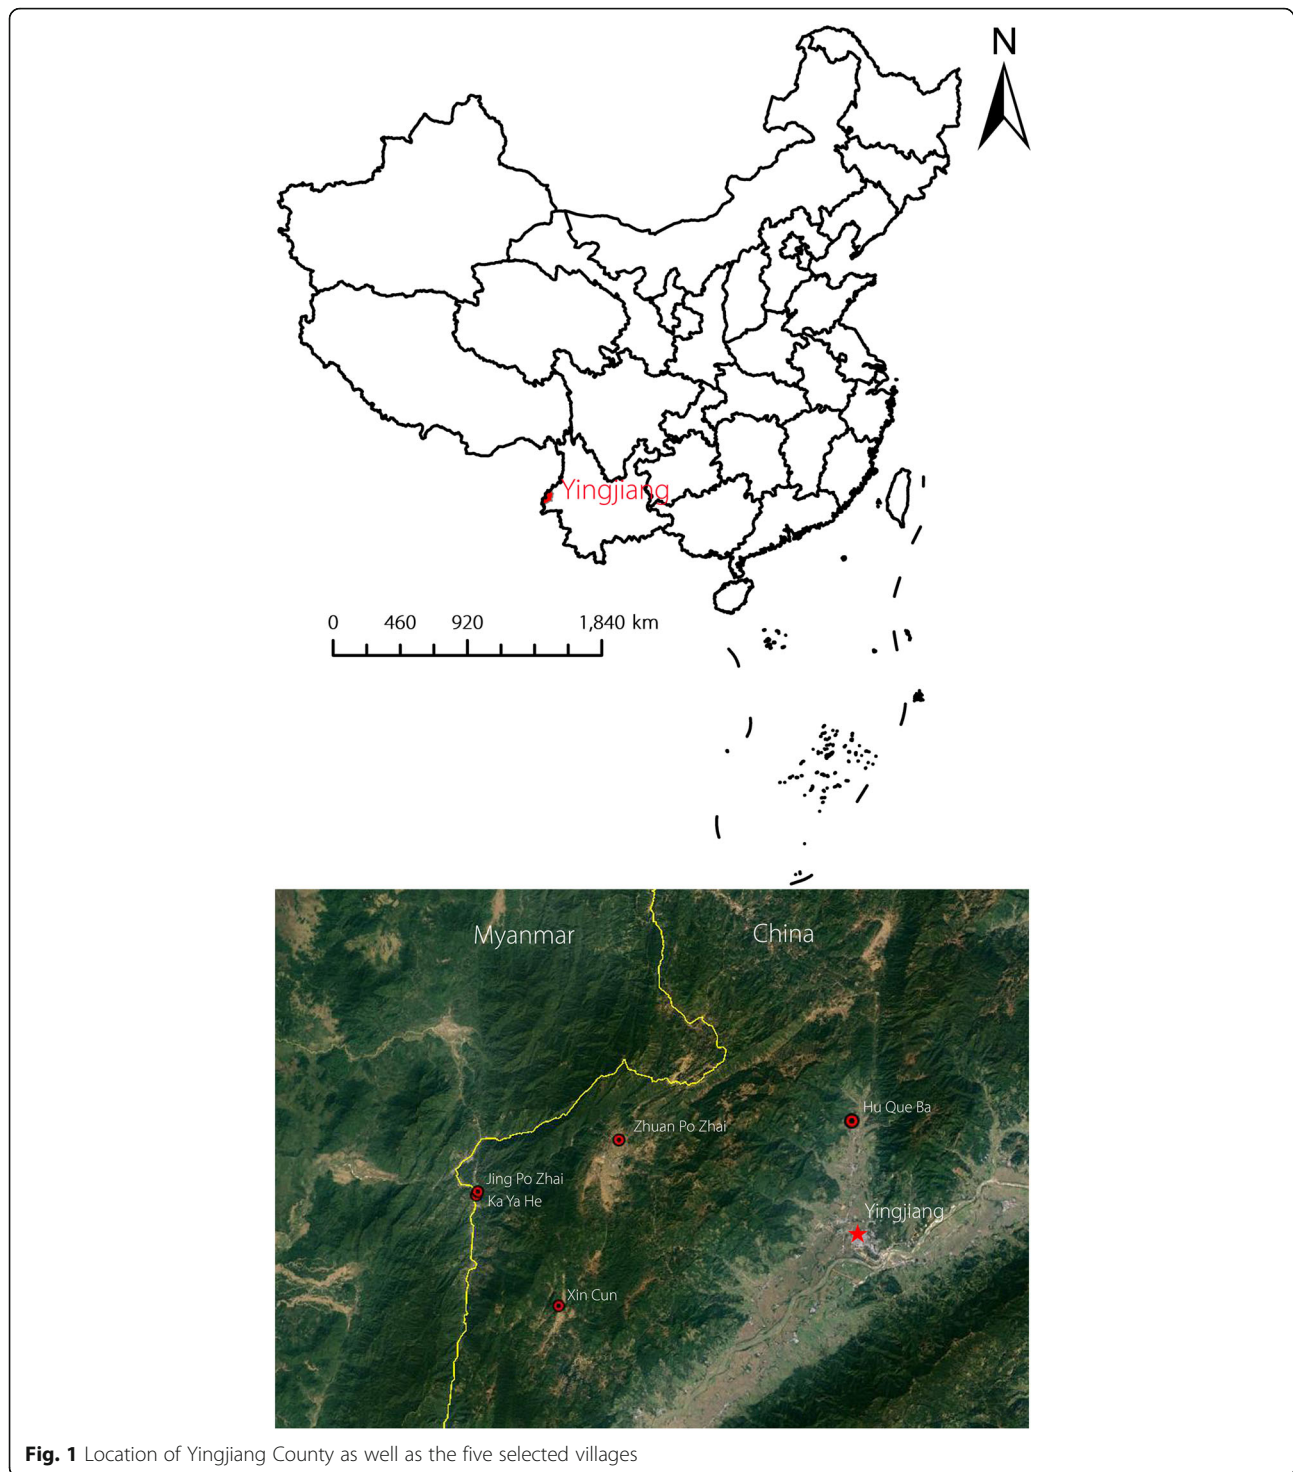 N
Yingjiang
0 460 920 1,840 km
Myanmar China
Hu Que Ba
Zhuan Po Zhai
Jing Po Zhai
Ka Ya He
Yingjiang
Xin Cun
Fig. 1 Location of Yingjiang County as well as the five selected villages